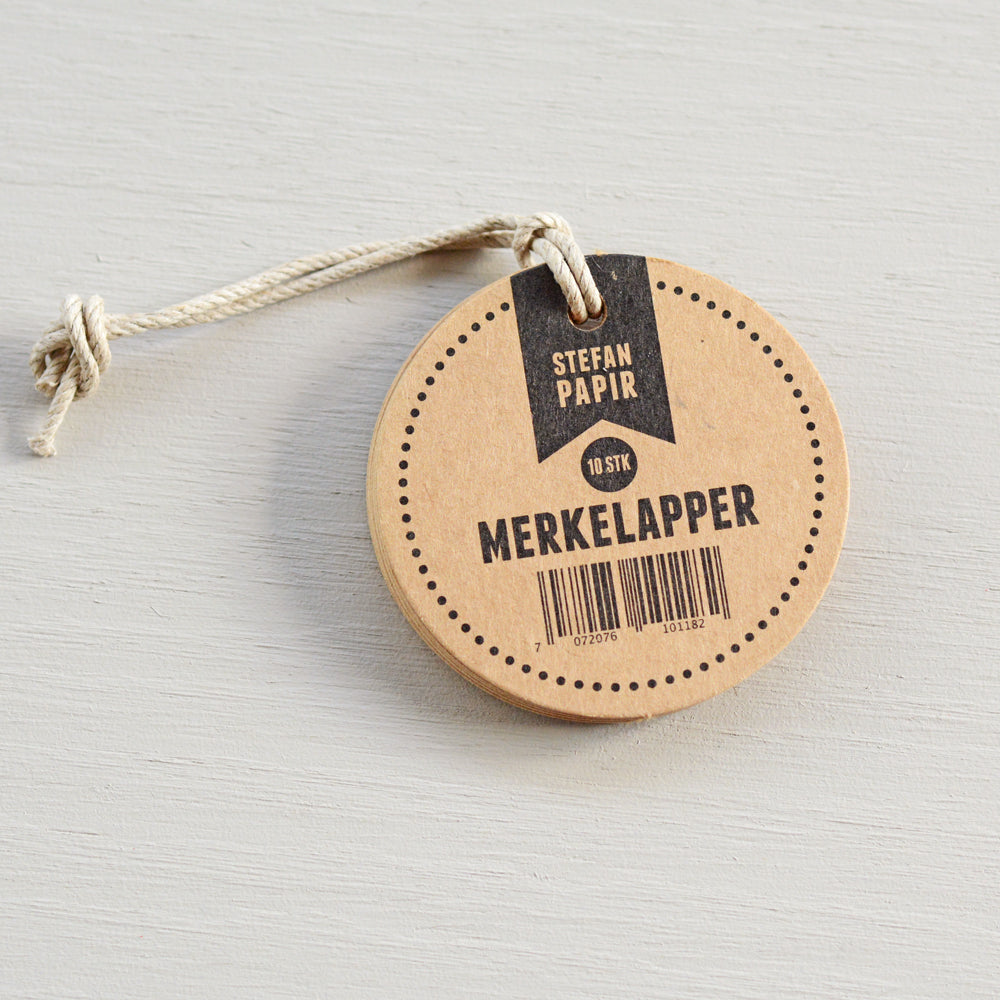 STEFAN
PAPIR
10 STK
MERKELAPPER
7 072076 101182